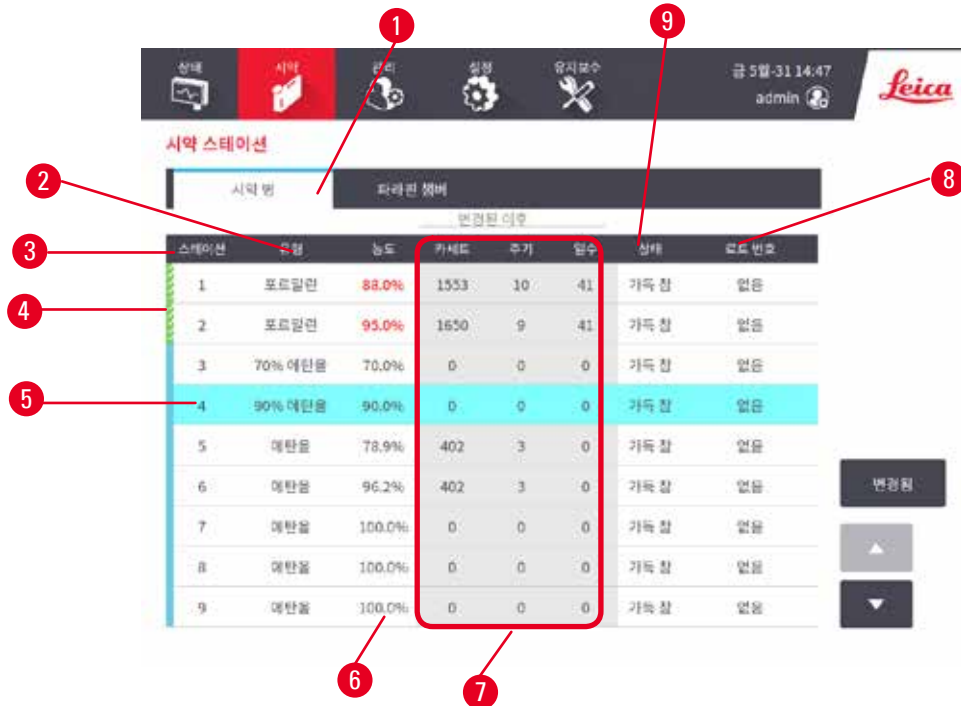 1
9
상태 시약 관리 설정 유지보수 금 5월-31 14:47
admin
Leica
시약 스테이션
2
시약 병 파라핀 챔버
8
변경된 이후
3
스테이션 유형 농도 카세트 주기 일수 상태 로트 번호
1 포르말린 88.0% 1553 10 41 가득 참 없음
4
2 포르말린 95.0% 1650 9 41 가득 참 없음
3 70% 에탄올 70.0% 0 0 0 가득 참 없음
5
4 90% 에탄올 90.0% 0 0 0 가득 참 없음
5 에탄올 78.9% 402 3 0 가득 참 없음
6 에탄올 96.2% 402 3 0 가득 참 없음
변경됨
7 에탄올 100.0% 0 0 0 가득 참 없음
8 에탄올 100.0% 0 0 0 가득 참 없음
9 에탄올 100.0% 0 0 0 가득 참 없음
6
7